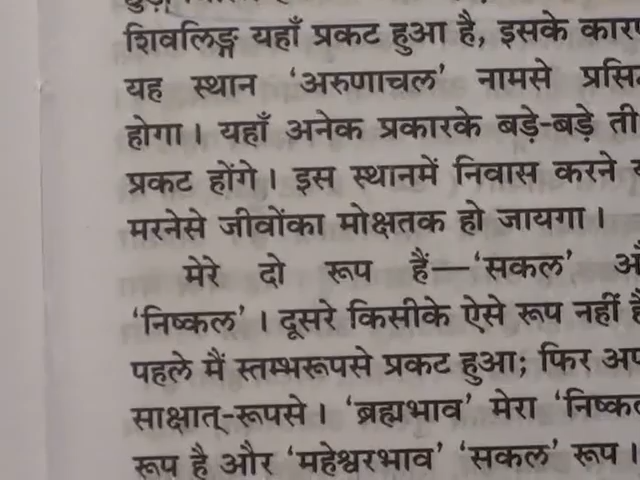 शिवलिङ्ग यहाँ प्रकट हुआ है, इसके
यह स्थान ‘अरुणाचल’ नामसे
होगा। यहाँ अनेक प्रकारके बड़े-बड़े
प्रकट होंगे। इस स्थानमें निवास करने
मरनेसे जीवोंका मोक्षतक हो जायगा।
मेरे दो रूप हैं—‘सकल’
‘निष्कल’। दूसरे किसीके ऐसे रूप नहीं
पहले मैं स्तम्भरूपसे प्रकट हुआ; फिर
साक्षात्-रूपसे। ‘ब्रह्मभाव’ मेरा
रूप है और ‘महेश्वरभाव’ ‘सकल’ रूप।